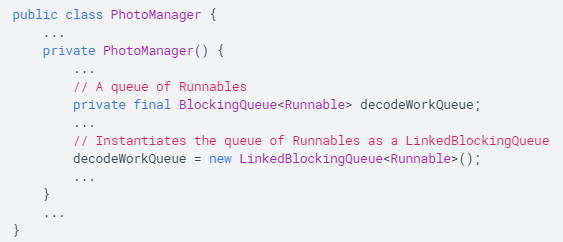 public class PhotoManager {
    ...
    private PhotoManager() {
        ...
        // A queue of Runnables
        private final BlockingQueue<Runnable> decodeWorkQueue;
        ...
        // Instantiates the queue of Runnables as a LinkedBlockingQueue
        decodeWorkQueue = new LinkedBlockingQueue<Runnable>();
        ...
    }
    ...
}